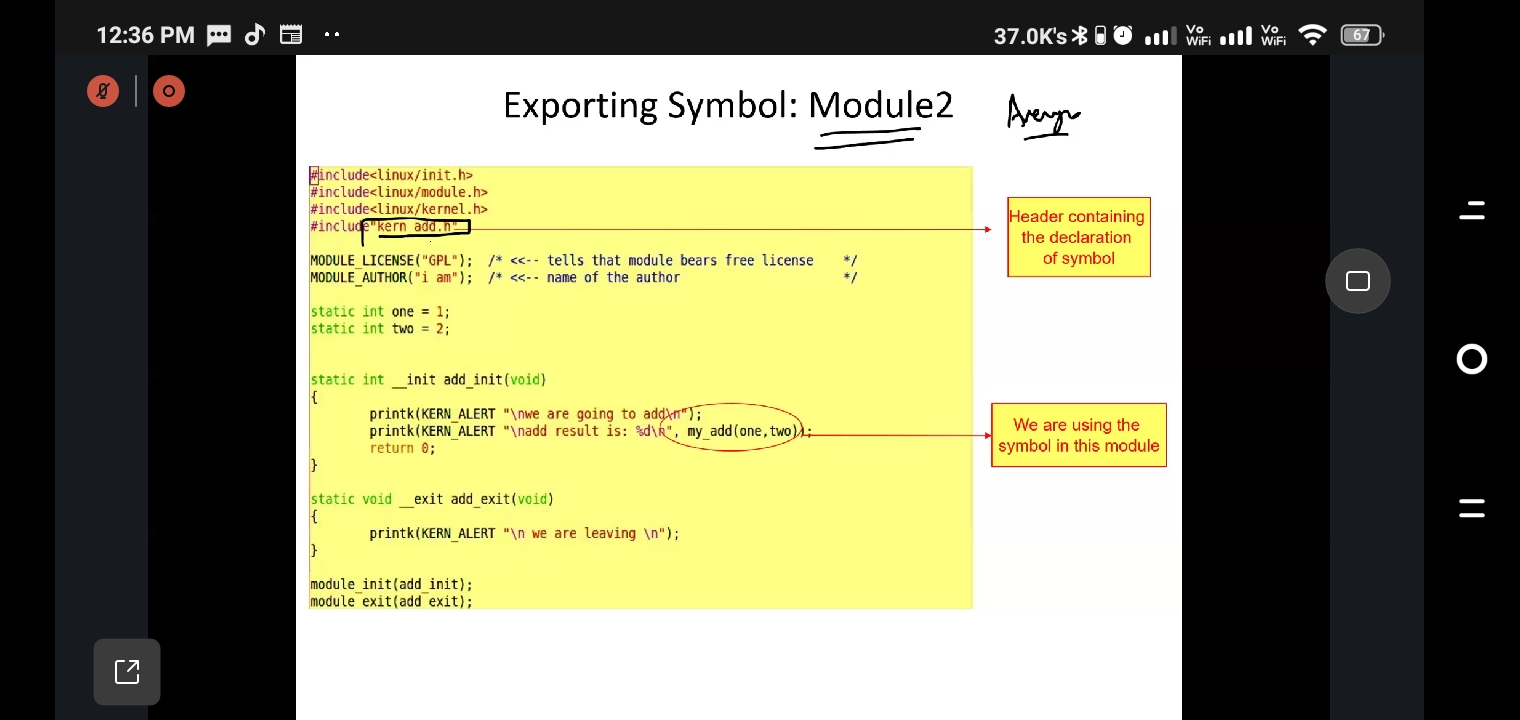 12:36 PM
37.0K's
Vo
WiFi
Vo
WiFi
67
Exporting Symbol: Module2
#include<linux/init.h>
#include<linux/module.h>
#include<linux/kernel.h>
#include"kern_add.h"
Header containing
the declaration
of symbol
MODULE_LICENSE("GPL");  /* <<-- tells that module bears free license    */
MODULE_AUTHOR("i am");  /* <<-- name of the author                      */
static int one = 1;
static int two = 2;
static int __init add_init(void)
{
        printk(KERN_ALERT "\nwe are going to add\n");
        printk(KERN_ALERT "\nadd result is: %d\n", my_add(one,two));
        return 0;
}
We are using the
symbol in this module
static void __exit add_exit(void)
{
        printk(KERN_ALERT "\n we are leaving \n");
}
module_init(add_init);
module_exit(add_exit);